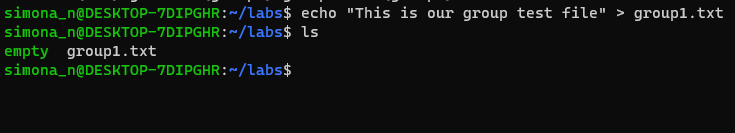 simona_n@DESKTOP-7DIPGHR:~/labs$ echo "This is our group test file" > group1.txt
simona_n@DESKTOP-7DIPGHR:~/labs$ ls
empty  group1.txt
simona_n@DESKTOP-7DIPGHR:~/labs$